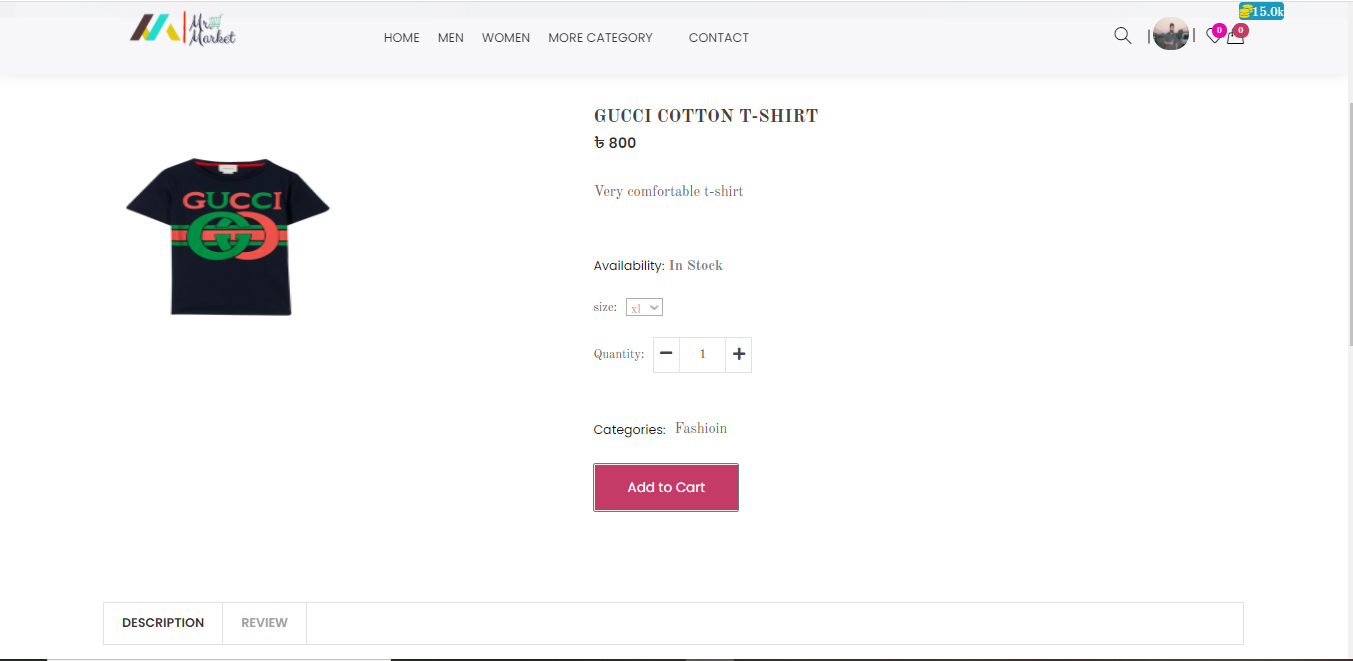 15.0k
Mr.
Market
HOME MEN WOMEN MORE CATEGORY CONTACT
| | 0 0
GUCCI COTTON T-SHIRT
৳ 800
Very comfortable t-shirt
GUCCI
Availability: In Stock
size: xl
Quantity: 1
Categories: Fashioin
Add to Cart
DESCRIPTION REVIEW